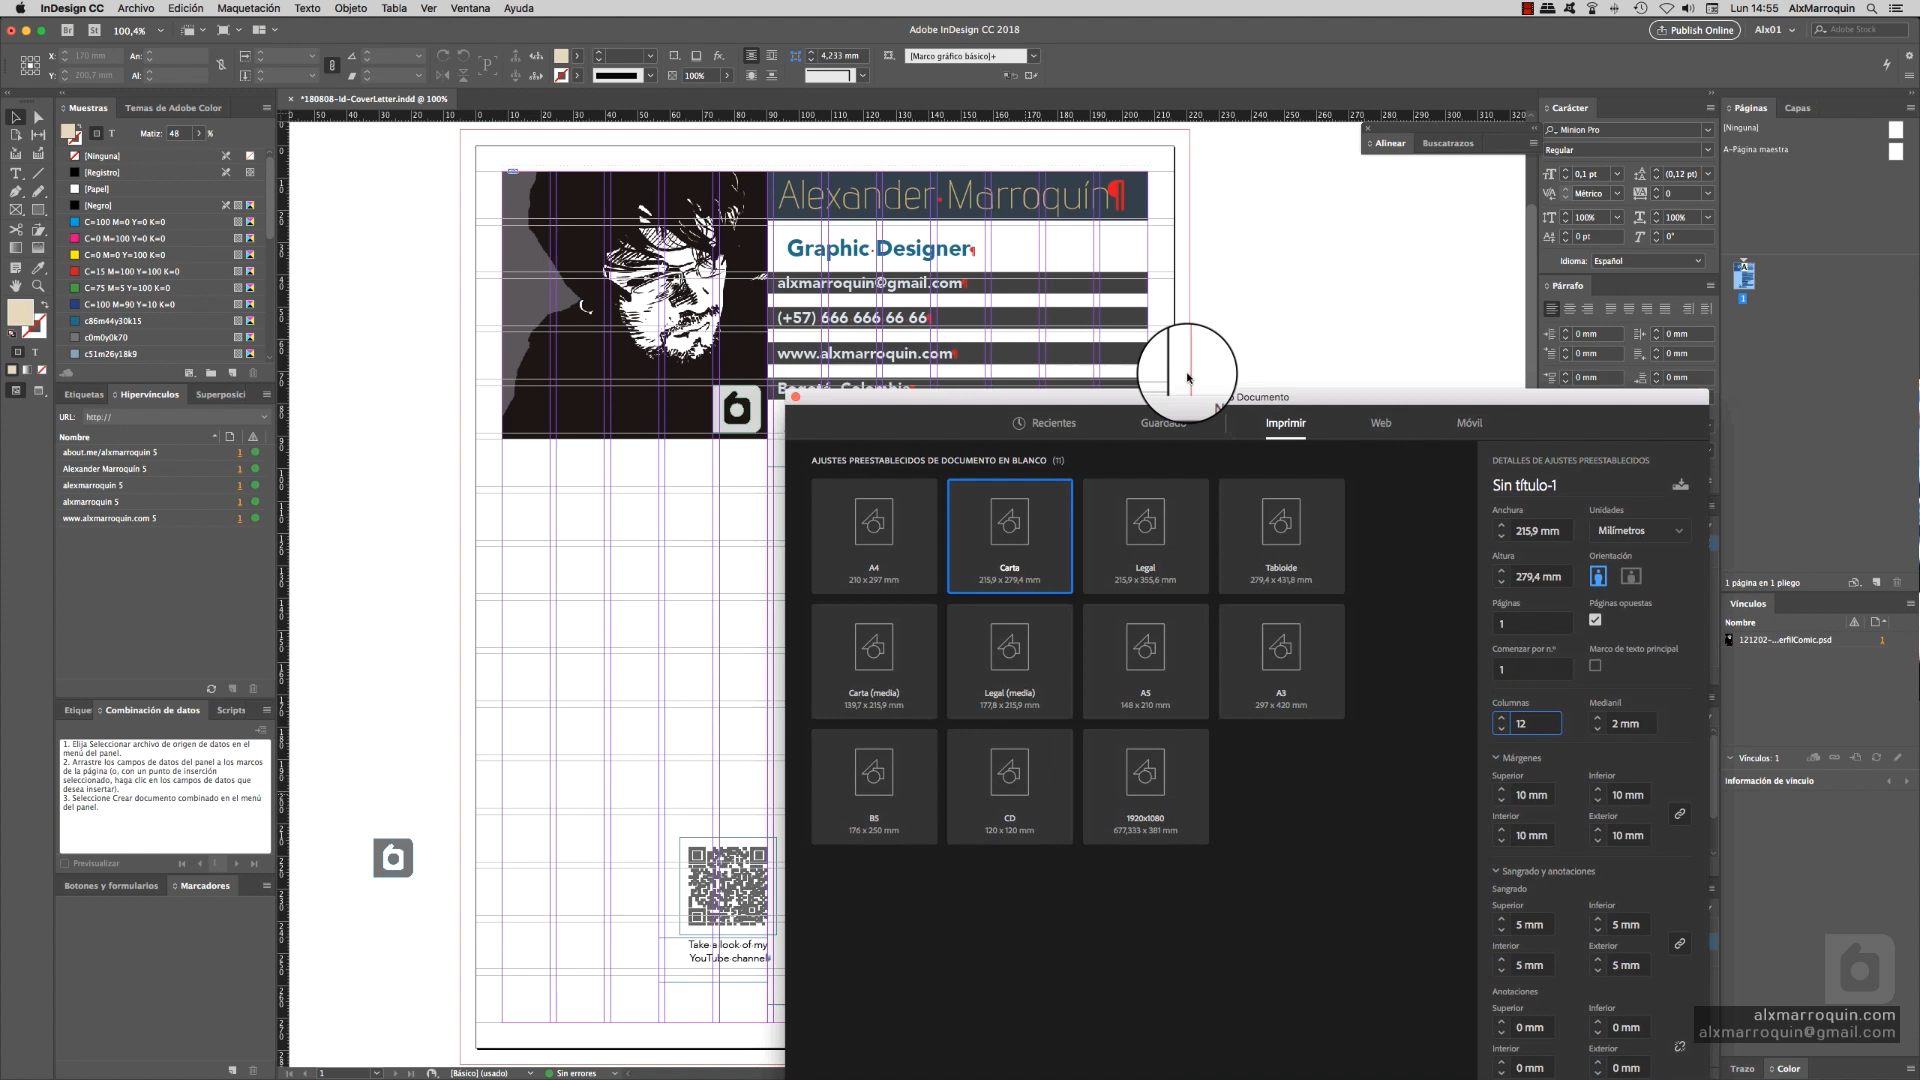 InDesign CC Archivo Edición Maquetación Texto Objeto Tabla Ver Ventana Ayuda
Lun 14:55 AlxMarroquin
Br St 100,4%
Adobe InDesign CC 2018
Publish Online Alx01 Adobe Stock
X: 170 mm An:
Y: 200,7 mm Al:
4,233 mm
100%
[Marco gráfico básico]+
Muestras Temas de Adobe Color
Matiz: 48 %
[Ninguna]
[Registro]
[Papel]
[Negro]
C=100 M=0 Y=0 K=0
C=0 M=100 Y=0 K=0
C=0 M=0 Y=100 K=0
C=15 M=100 Y=100 K=0
C=75 M=5 Y=100 K=0
C=100 M=90 Y=10 K=0
c86m44y30k15
c0m0y0k70
c51m26y18k9
Enteradas Hipervínculos Superposici
URL: http://
Nombre
about.me/alxmarroquin 5 1
Alexander Marroquín 5 1
alexmarroquin 5 1
alxmarroquin 5 1
www.alxmarroquin.com 5 1
Etique Combinación de datos Scripts
1. Elija Seleccionar archivo de origen de datos en el
menú del panel.
2. Arrastre los campos de datos del panel a los marcos
de la página (o, con un punto de inserción
seleccionado, haga clic en los campos de datos que
desea insertar).
3. Seleccione Crear documento combinado en el menú
del panel.
Previsualizar 1
Botones y formularios Marcadores
*180808-Id-CoverLetter.indd @ 100%
Alexander Marroquín¶
Graphic Designer¶
alxmarroquin@gmail.com
(+57) 666 666 66 66
www.alxmarroquin.com
Bogotá, Colombia
Take a look of my
YouTube channel
1 [Básico] (usado) Sin errores
Alinear Buscatrazos
Documento
Recientes Guardado Imprimir Web Móvil
AJUSTES PREESTABLECIDOS DE DOCUMENTO EN BLANCO (11)
A4
210 x 297 mm
Carta
215,9 x 279,4 mm
Legal
215,9 x 355,6 mm
Tabloide
279,4 x 431,8 mm
Carta (media)
139,7 x 215,9 mm
Legal (media)
177,8 x 215,9 mm
A5
148 x 210 mm
A3
297 x 420 mm
B5
176 x 250 mm
CD
120 x 120 mm
1920x1080
677,333 x 381 mm
DETALLES DE AJUSTES PREESTABLECIDOS
Sin título-1
Anchura Unidades
215,9 mm Milímetros
Altura Orientación
279,4 mm
Páginas Páginas opuestas
1
Comenzar por n.º Marco de texto principal
1
Columnas Medianil
12 2 mm
Márgenes
Superior Inferior
10 mm 10 mm
Interior Exterior
10 mm 10 mm
Sangrado y anotaciones
Sangrado
Superior Inferior
5 mm 5 mm
Interior Exterior
5 mm 5 mm
Anotaciones
Superior Inferior
0 mm 0 mm
Interior Exterior
0 mm 0 mm
Carácter
Minion Pro
Regular
0,1 pt (0,12 pt)
Métrico 0
100% 100%
0 pt 0°
Idioma: Español
Párrafo
0 mm 0 mm
0 mm 0 mm
0 mm 0 mm
Páginas Capas
[Ninguna]
A-Página maestra
A
1
1 página en 1 pliego
Vínculos
Nombre
121202-...erfilComic.psd 1
Vínculos: 1
Información de vínculo
alxmarroquin.com
alxmarroquin@gmail.com
Trazo Color